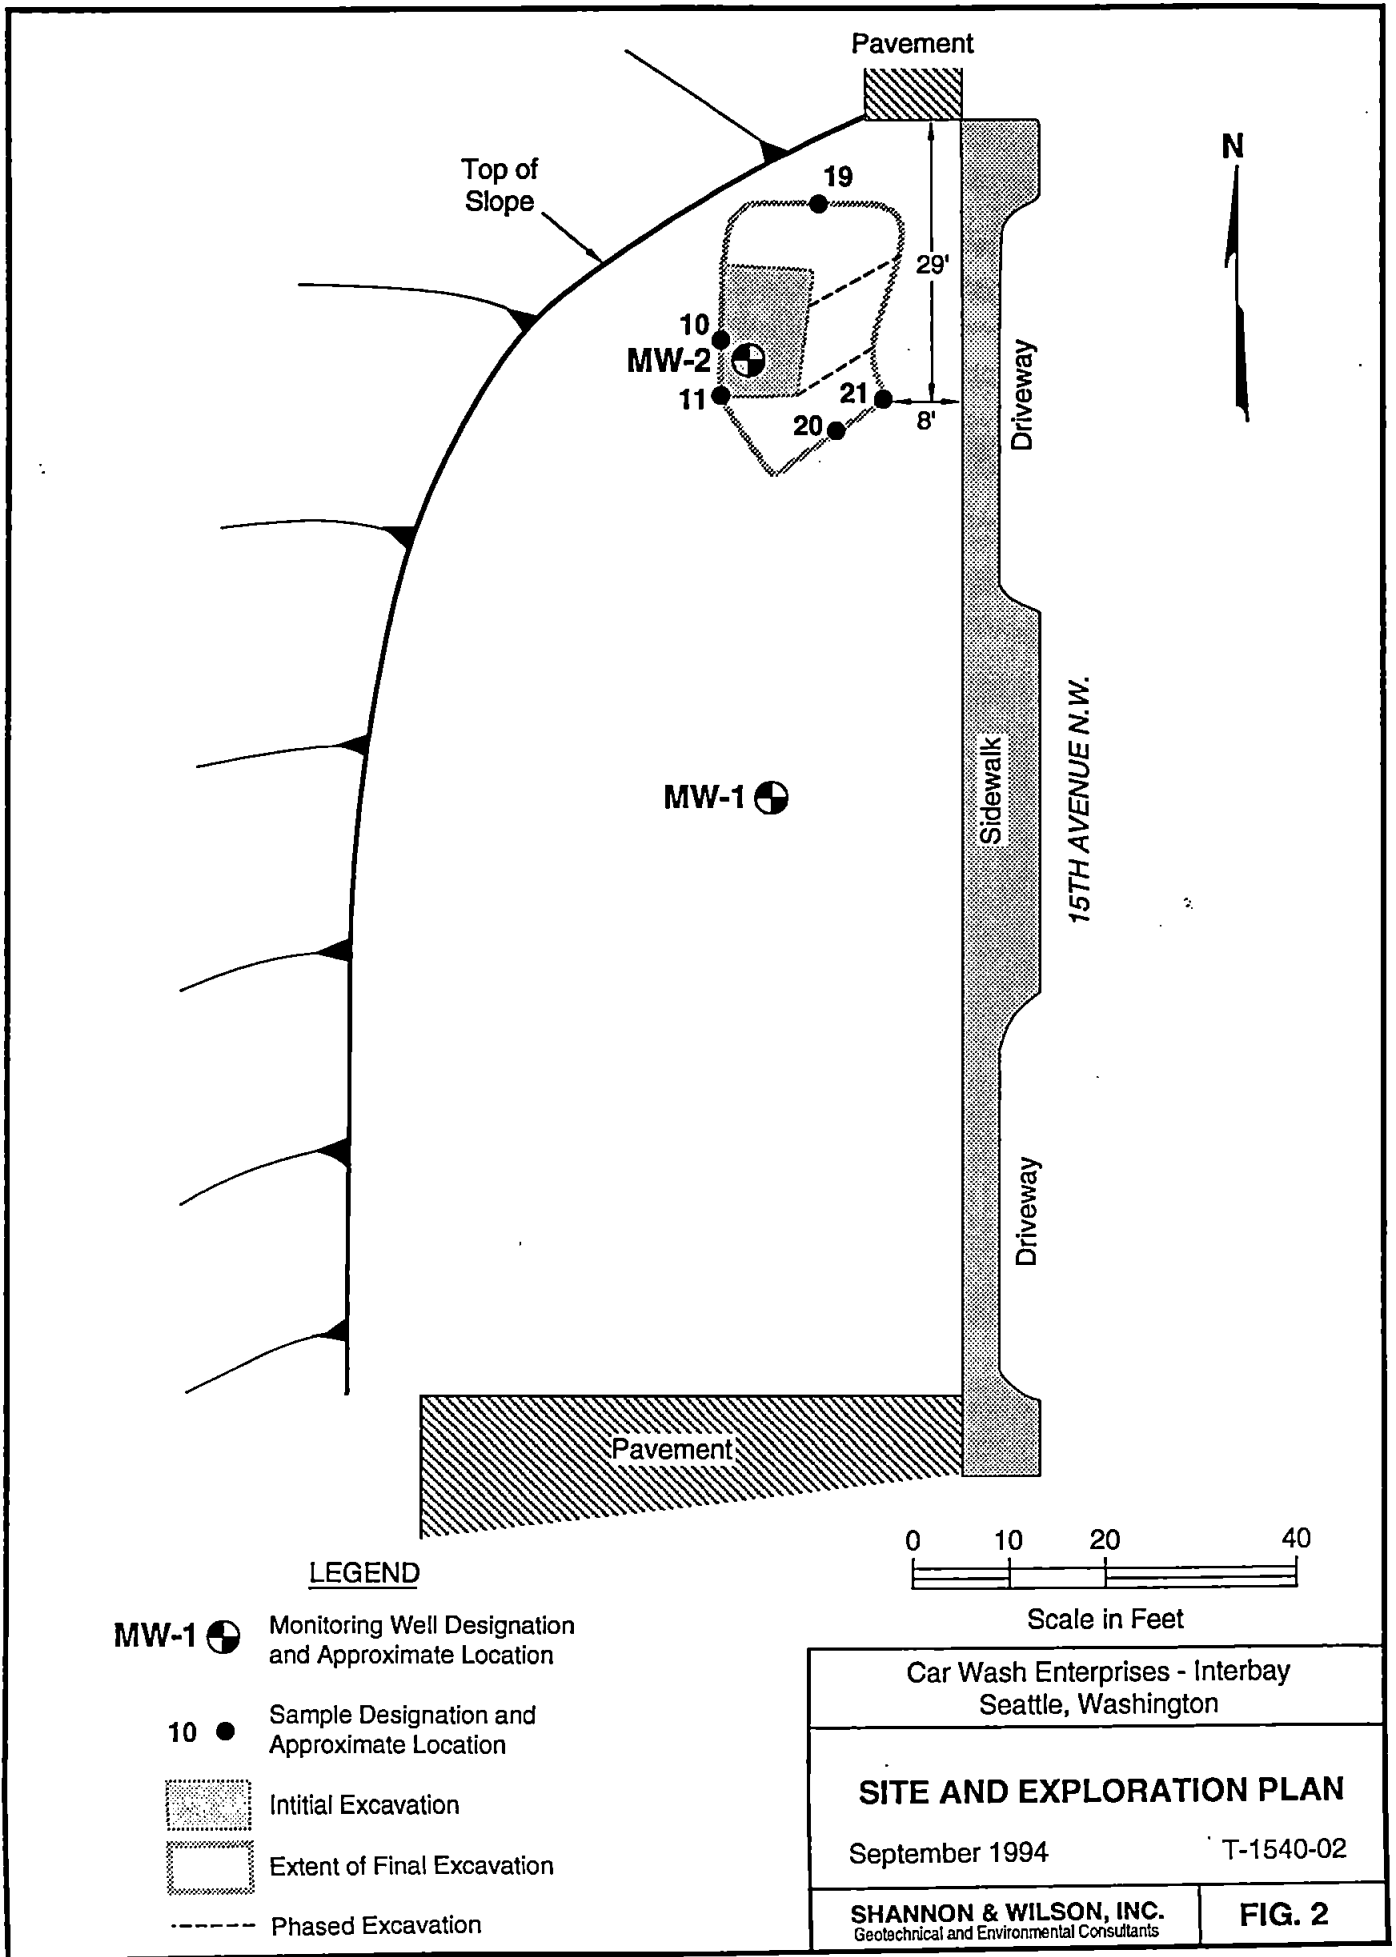 Pavement
N
Top of
Slope
19
29'
10
MW-2
11
21
8'
20
Driveway
MW-1
Sidewalk
15TH AVENUE N.W.
Driveway
Pavement
0 10 20 40
Scale in Feet
LEGEND
MW-1 Monitoring Well Designation
and Approximate Location
10 Sample Designation and
Approximate Location
Intitial Excavation
Extent of Final Excavation
Phased Excavation
Car Wash Enterprises - Interbay
Seattle, Washington
SITE AND EXPLORATION PLAN
September 1994 T-1540-02
SHANNON & WILSON, INC.
Geotechnical and Environmental Consultants
FIG. 2